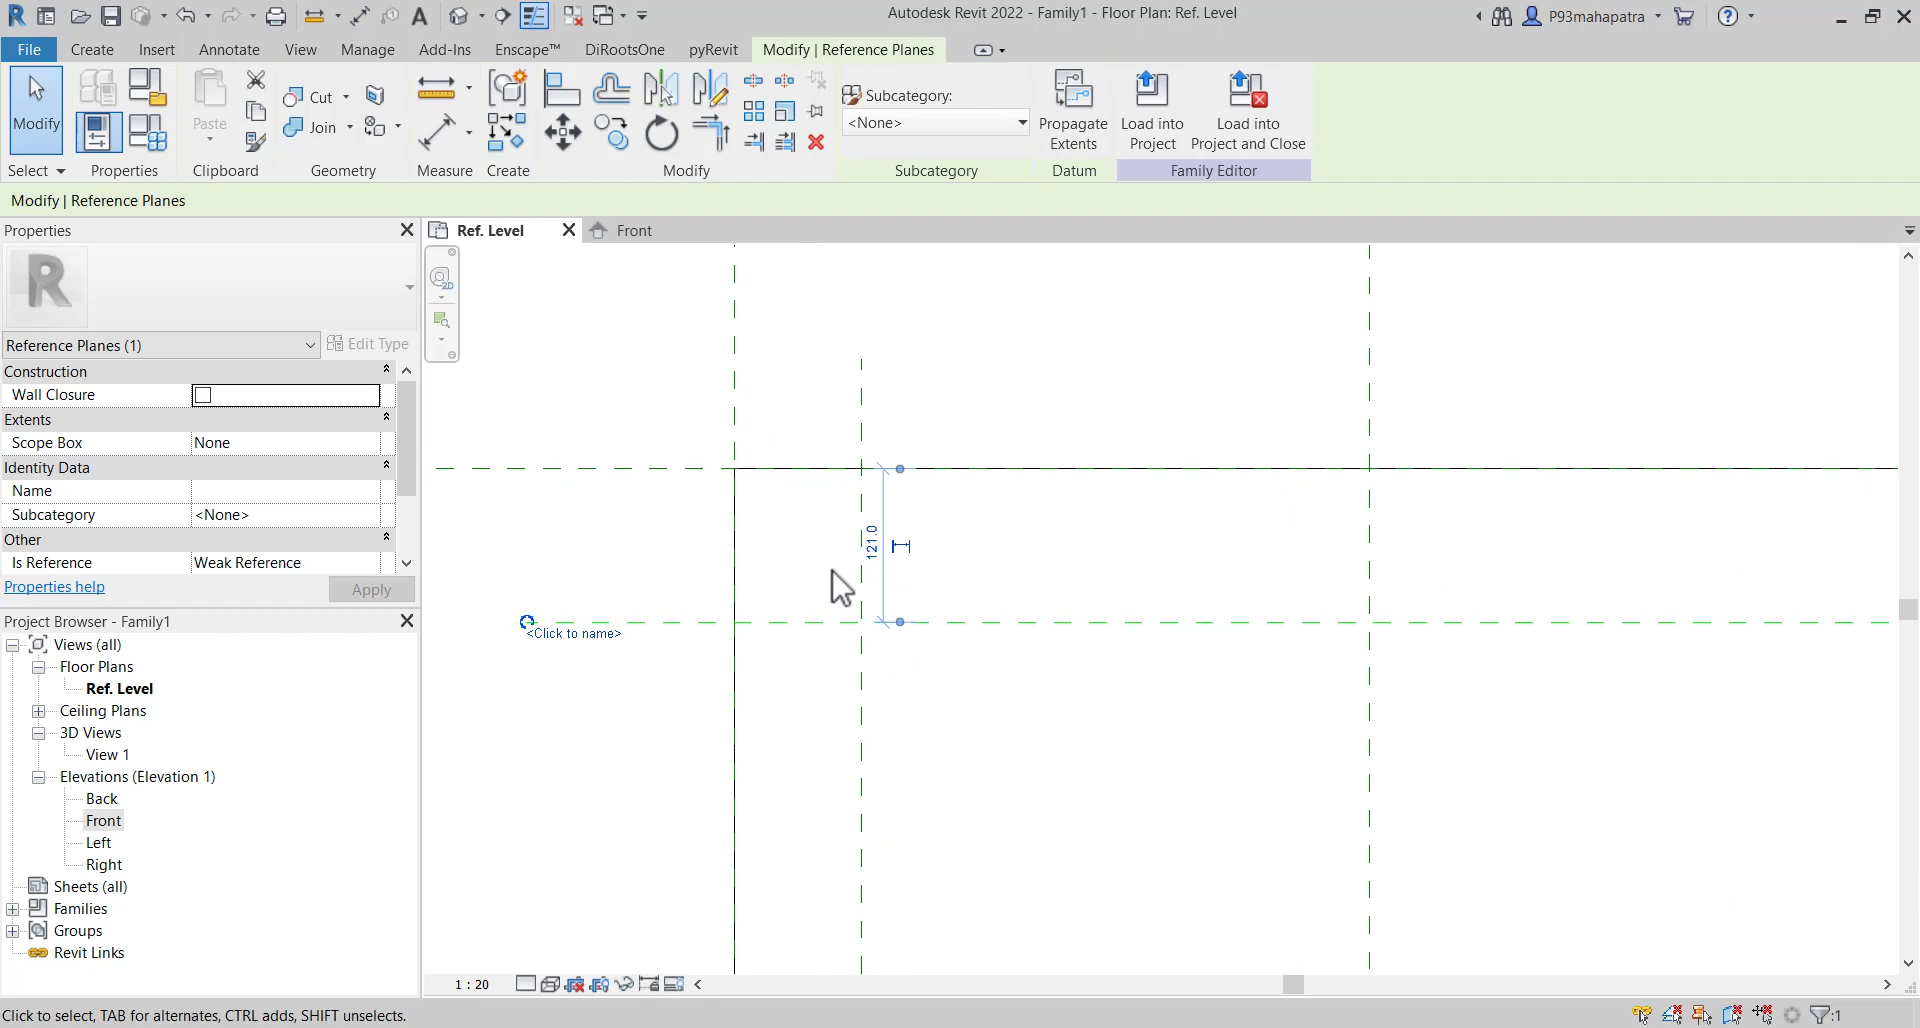 Autodesk Revit 2022 - Family1 - Floor Plan: Ref. Level
P93mahapatra
File Create Insert Annotate View Manage Add-Ins Enscape™ DiRootsOne pyRevit Modify | Reference Planes
Modify
Paste
Cut
Join
Subcategory:
<None>
Propagate Extents
Load into Project
Load into Project and Close
Select Properties Clipboard Geometry Measure Create Modify Subcategory Datum Family Editor
Modify | Reference Planes
Properties
Ref. Level
Front
R
2D
Reference Planes (1)
Edit Type
Construction
Wall Closure
Extents
Scope Box None
Identity Data
Name
Subcategory <None>
Other
Is Reference Weak Reference
Properties help
Apply
121.0
<Click to name>
Project Browser - Family1
Views (all)
Floor Plans
Ref. Level
Ceiling Plans
3D Views
View 1
Elevations (Elevation 1)
Back
Front
Left
Right
Sheets (all)
Families
Groups
Revit Links
1 : 20
Click to select, TAB for alternates, CTRL adds, SHIFT unselects.
:1